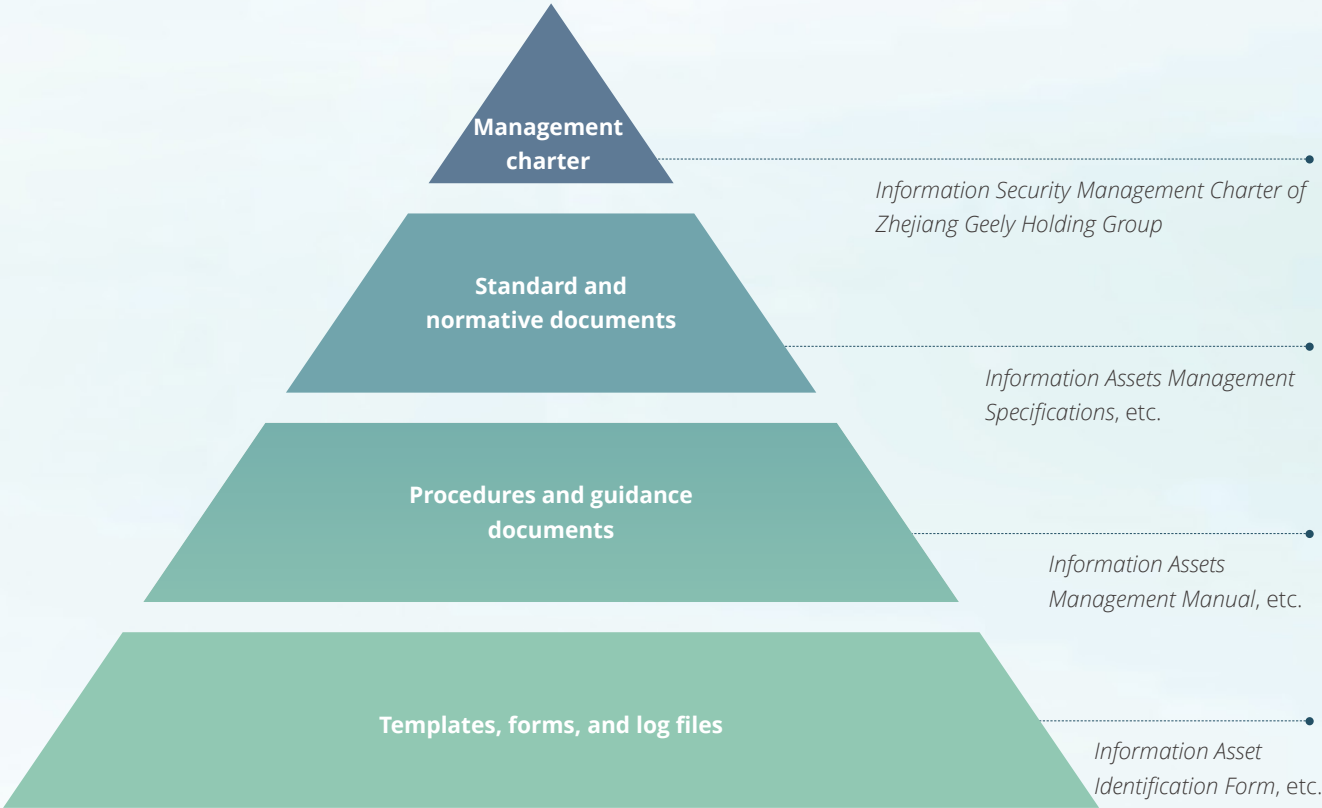 Management
charter
Information Security Management Charter of
Zhejiang Geely Holding Group
Standard and
normative documents
Information Assets Management
Specifications, etc.
Procedures and guidance
documents
Information Assets
Management Manual, etc.
Templates, forms, and log files
Information Asset
Identification Form, etc.